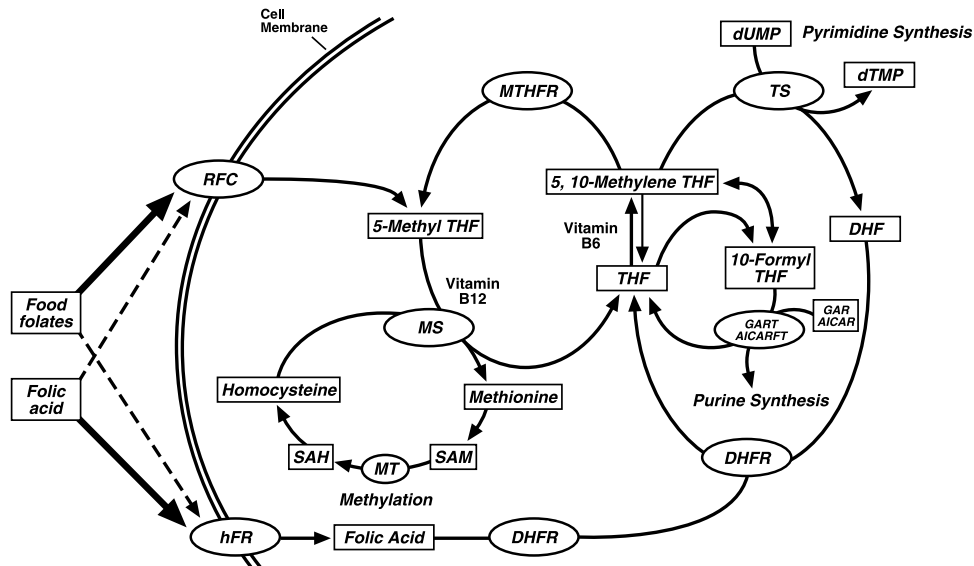 Cell
Membrane
dUMP
Pyrimidine Synthesis
dTMP
MTHFR
TS
RFC
5, 10-Methylene THF
5-Methyl THF
Vitamin
B6
DHF
10-Formyl
THF
THF
Vitamin
B12
Food
folates
MS
GART
AICARFT
GAR
AICAR
Homocysteine
Methionine
Purine Synthesis
Folic
acid
SAH
MT
SAM
DHFR
Methylation
hFR
Folic Acid
DHFR